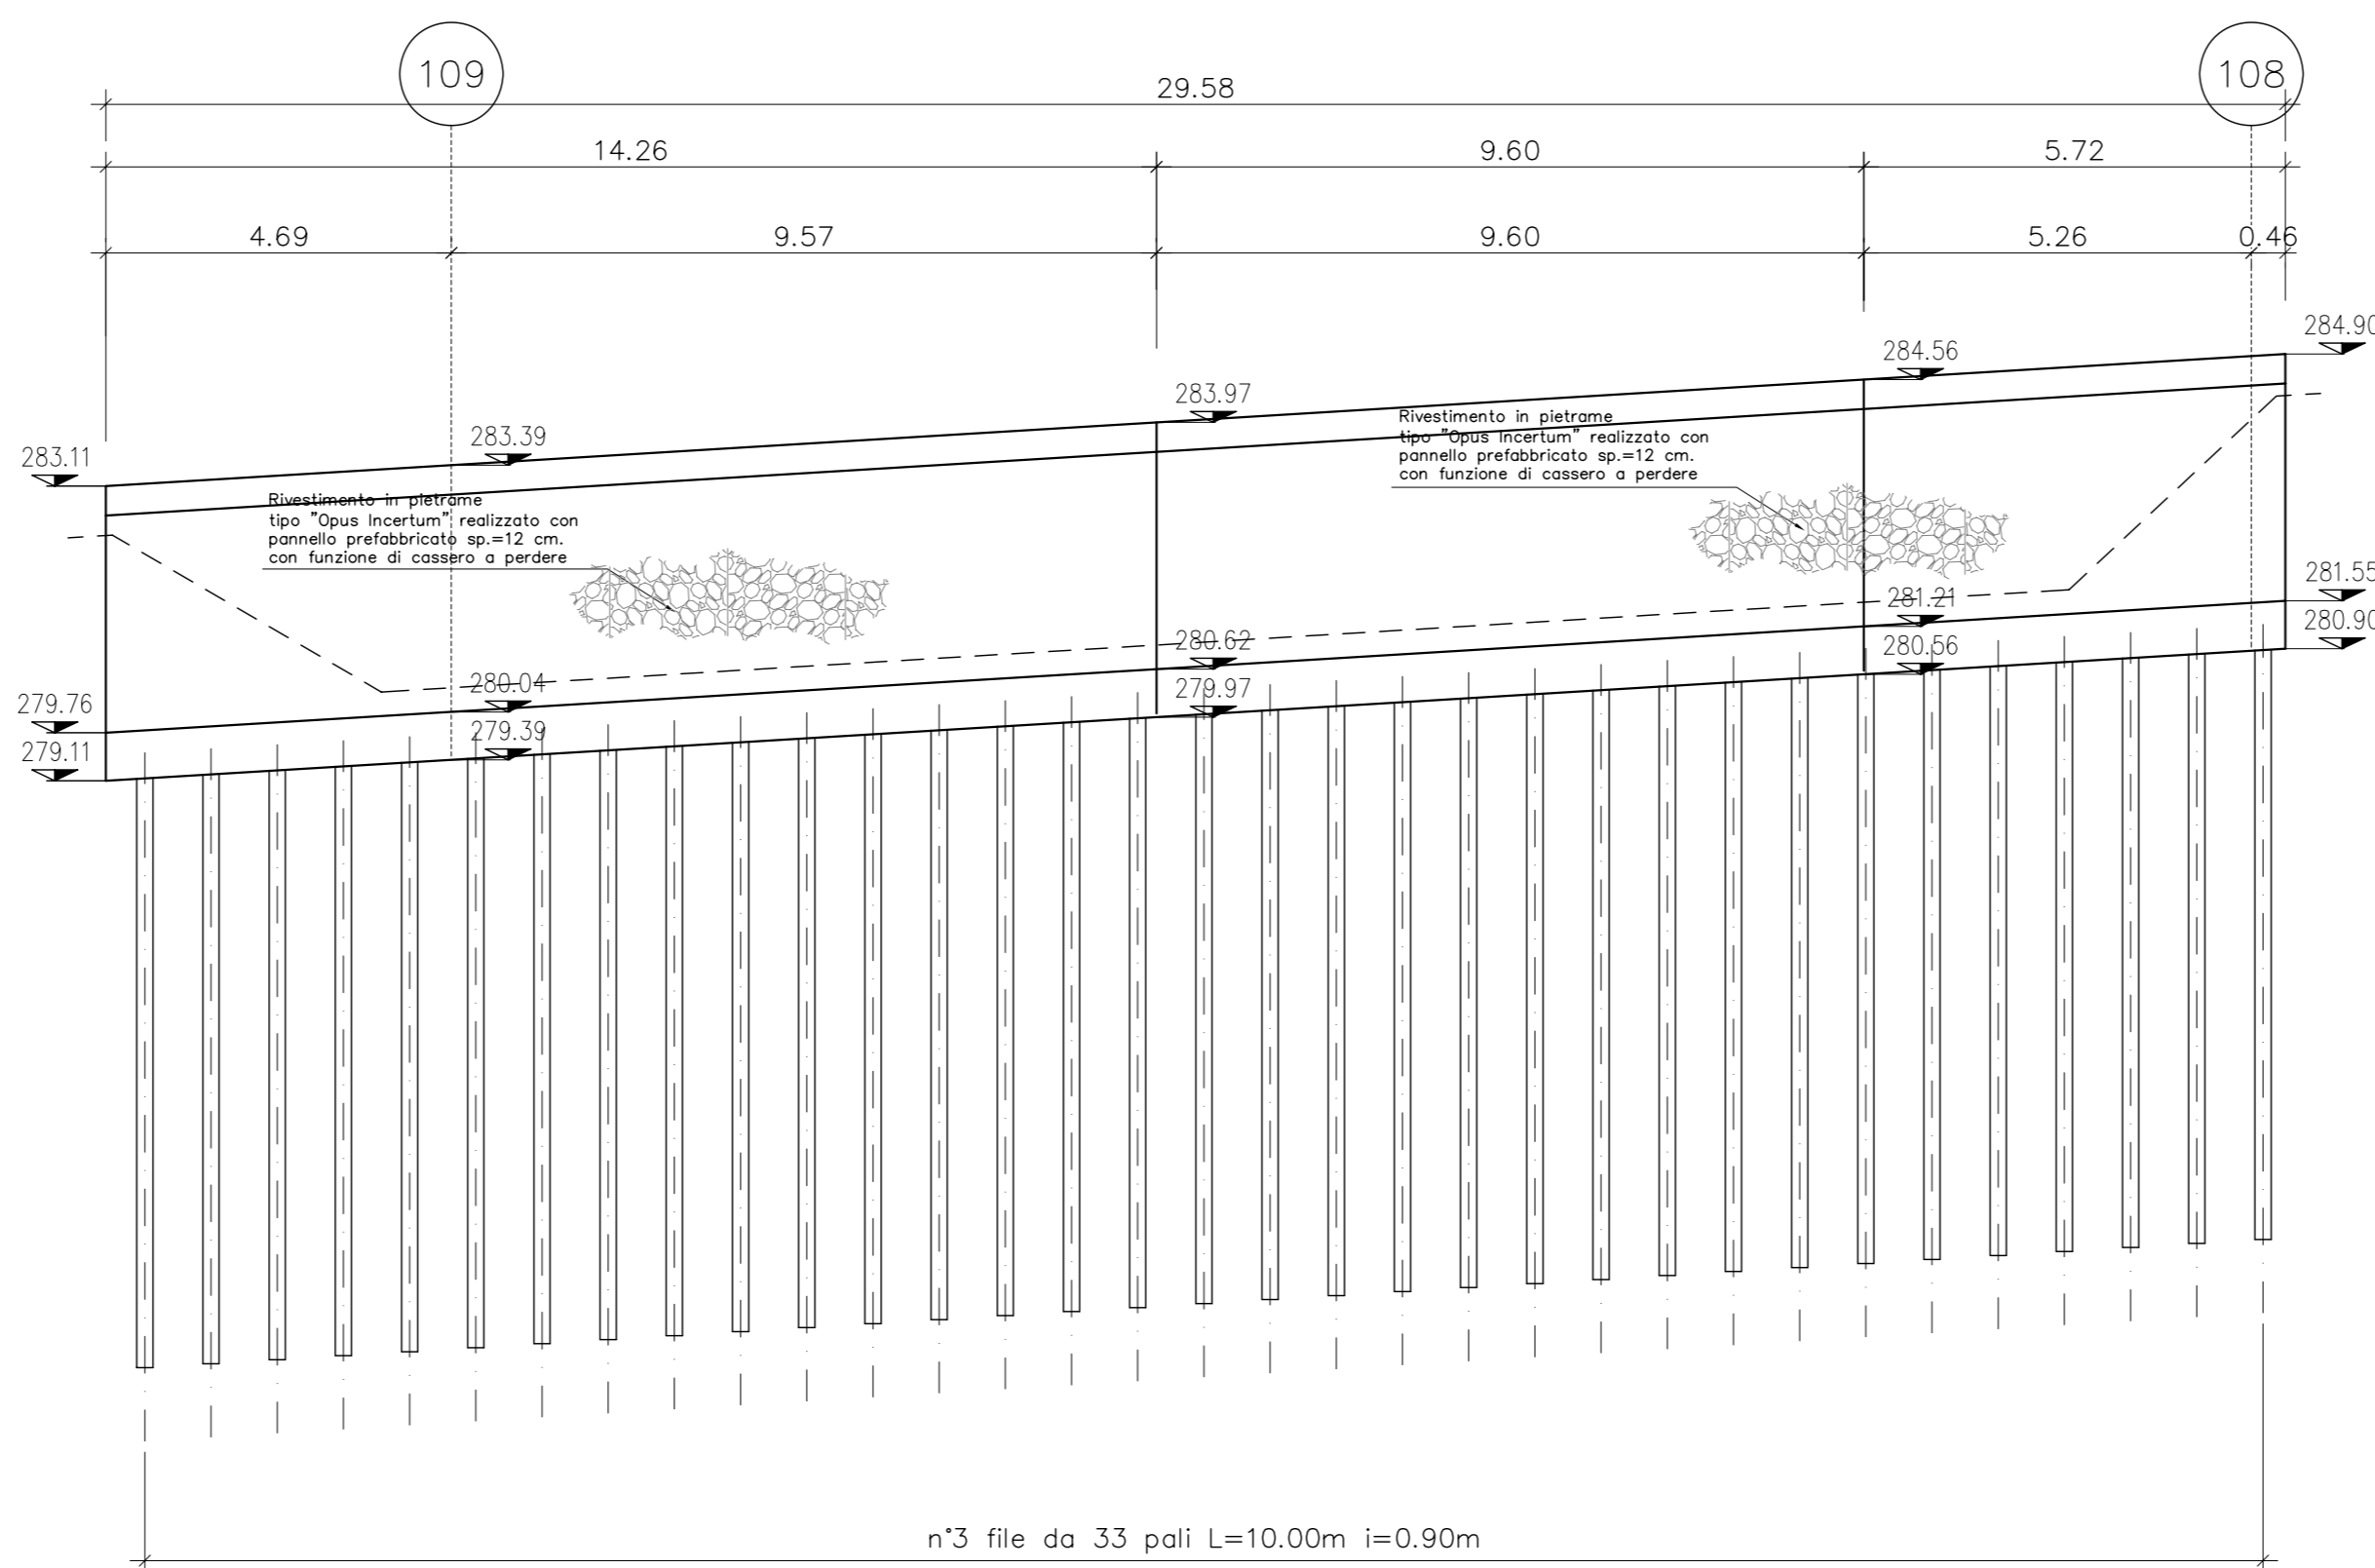 109
108
29.58
14.26
9.60
5.72
4.69
9.57
9.60
5.26
0.46
284.90
284.56
283.97
283.39
283.11
Rivestimento in pietrame
tipo "Opus Incertum" realizzato con
pannello prefabbricato sp.=12 cm.
con funzione di cassero a perdere
Rivestimento in pietrame
tipo "Opus Incertum" realizzato con
pannello prefabbricato sp.=12 cm.
con funzione di cassero a perdere
281.55
281.21
280.90
280.62
280.56
280.04
279.97
279.76
279.39
279.11
n°3 file da 33 pali L=10.00m i=0.90m